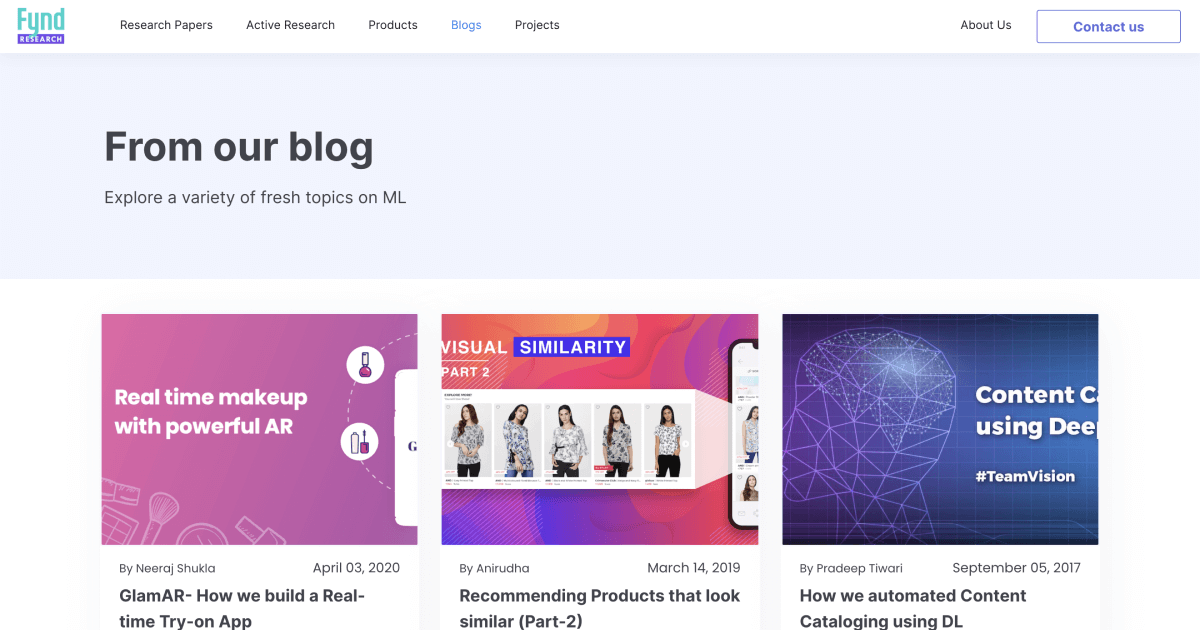 Fynd
RESEARCH
Research Papers
Active Research
Products
Blogs
Projects
About Us
Contact us
From our blog
Explore a variety of fresh topics on ML
Real time makeup
with powerful AR
G
VISUAL SIMILARITY
PART 2
Content C
using Deep
#TeamVision
By Neeraj Shukla
April 03, 2020
GlamAR- How we build a Real-
time Try-on App
By Anirudha
March 14, 2019
Recommending Products that look
similar (Part-2)
By Pradeep Tiwari
September 05, 2017
How we automated Content
Cataloging using DL